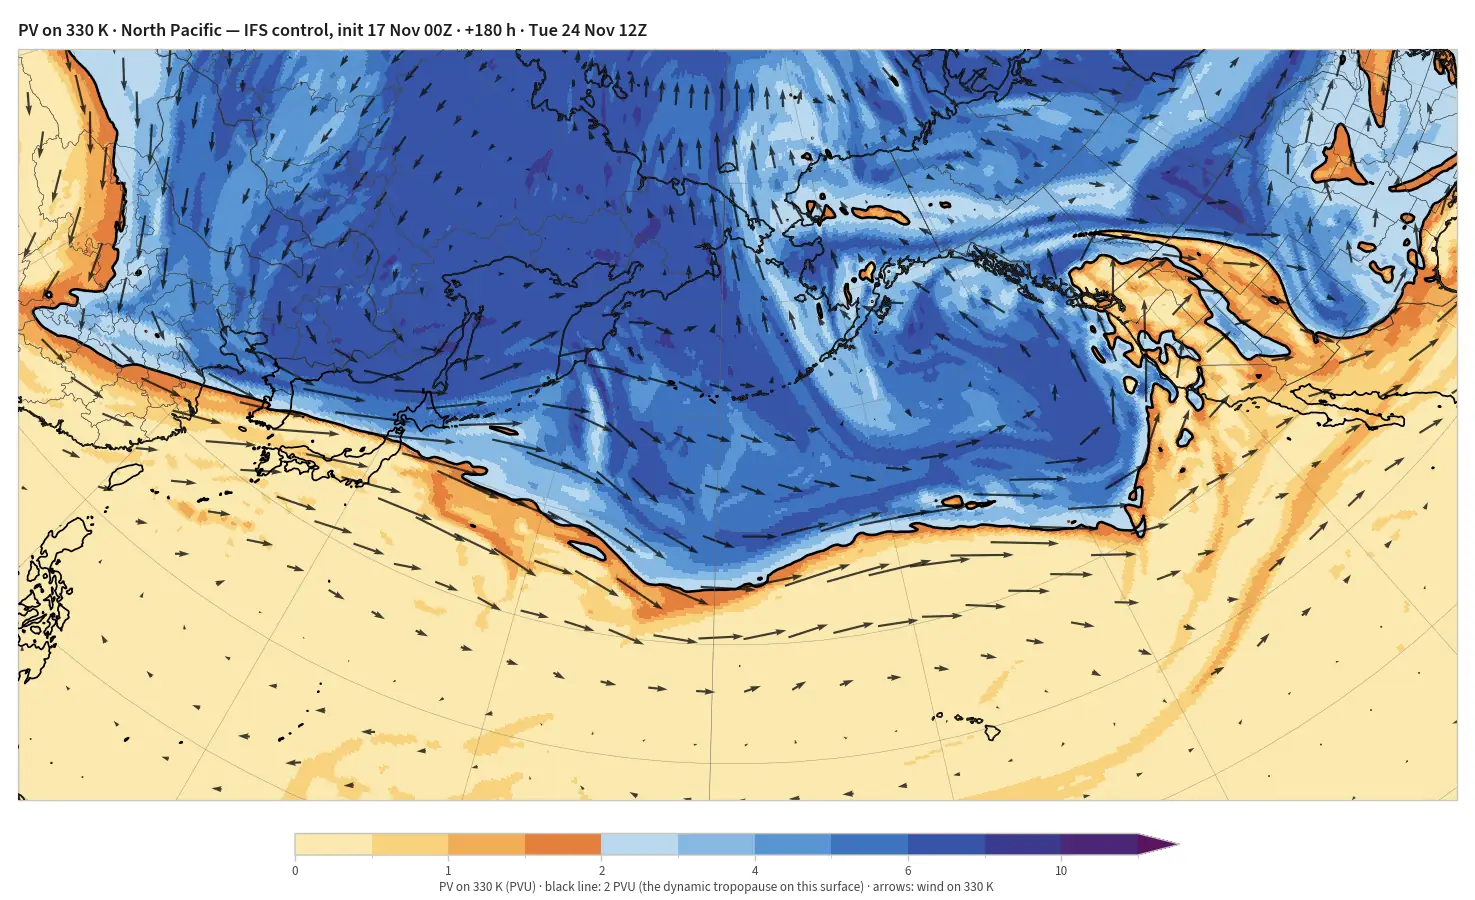 PV on 330 K · North Pacific — IFS control, init 17 Nov 00Z · +180 h · Tue 24 Nov 12Z
0 1 2 4 6 10
PV on 330 K (PVU) · black line: 2 PVU (the dynamic tropopause on this surface) · arrows: wind on 330 K